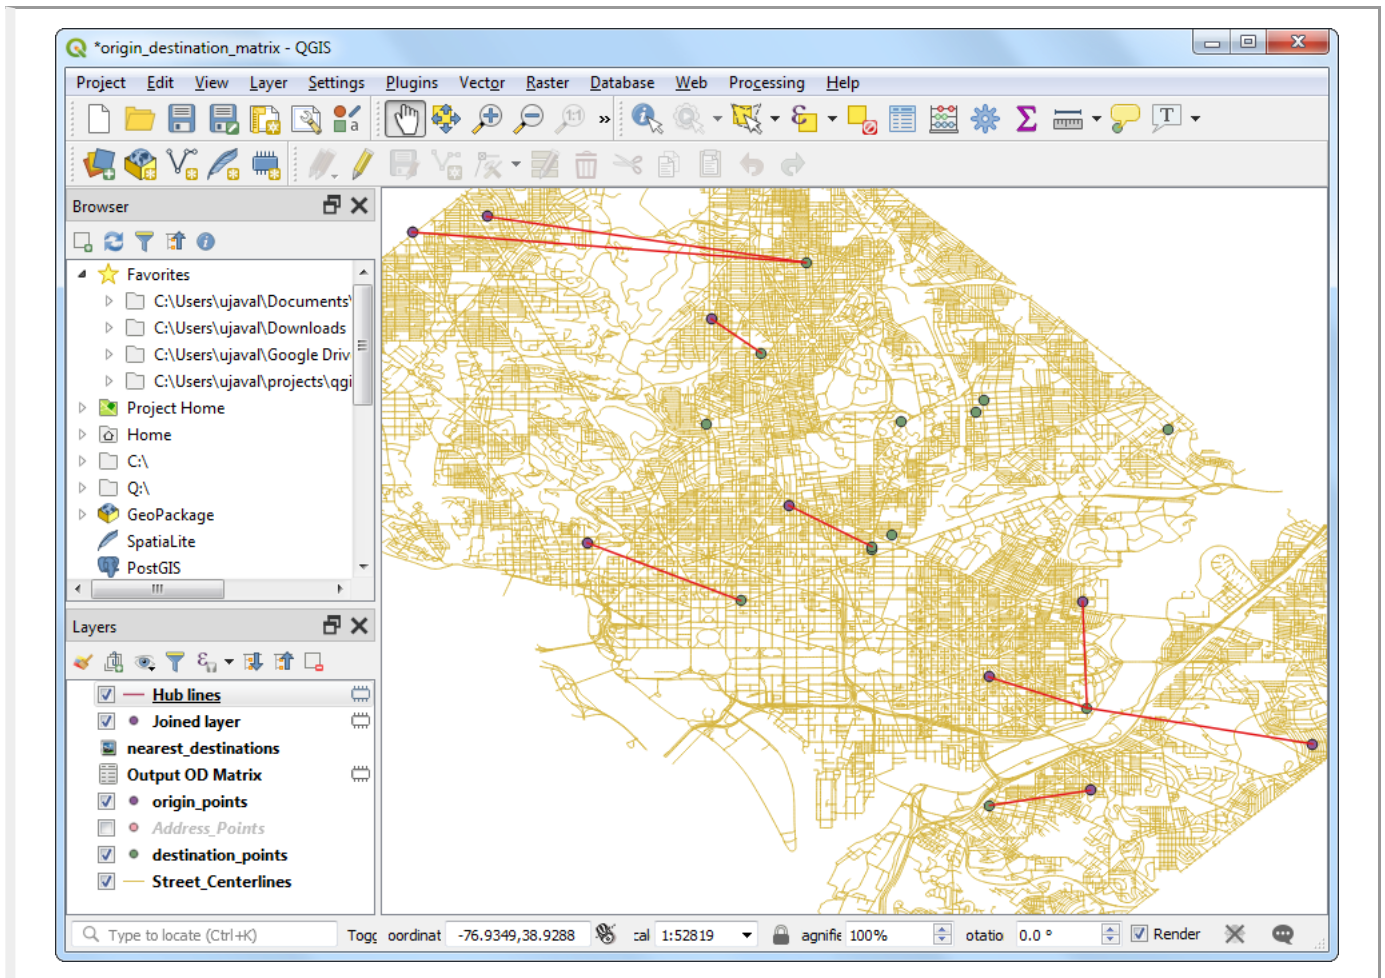 *origin_destination_matrix - QGIS
Project Edit View Layer Settings Plugins Vector Raster Database Web Processing Help
1:1 » ε Σ T
Browser
Favorites
C:\Users\ujaval\Documents\
C:\Users\ujaval\Downloads
C:\Users\ujaval\Google Driv
C:\Users\ujaval\projects\qgi
Project Home
Home
C:\
Q:\
GeoPackage
SpatiaLite
PostGIS
Layers
Hub lines
Joined layer
nearest_destinations
Output OD Matrix
origin_points
Address_Points
destination_points
Street_Centerlines
Type to locate (Ctrl+K) Togg oordinat -76.9349,38.9288 :al 1:52819 agnifie 100% otatio 0.0 ° Render